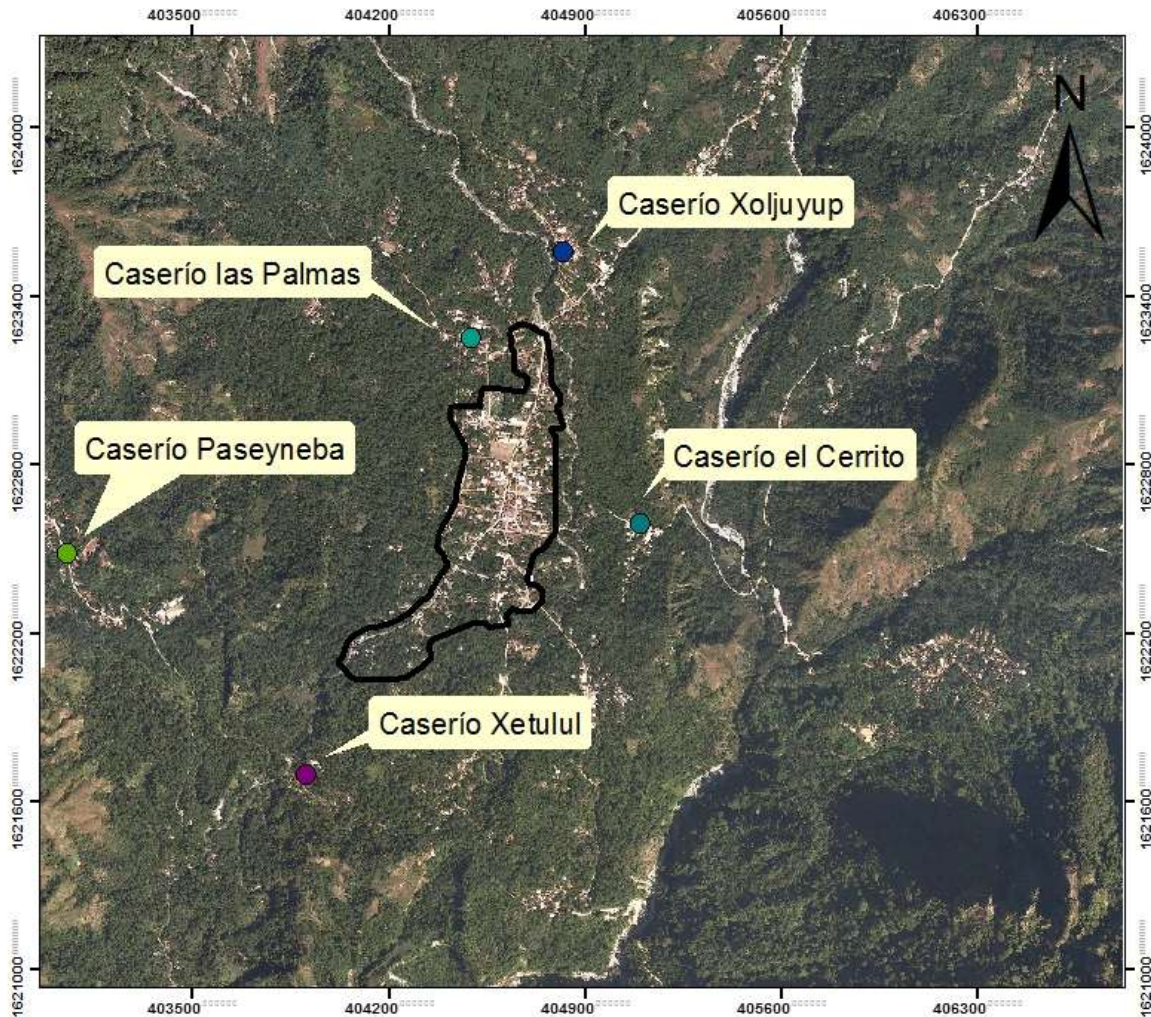 403500 404200 404900 405600 406300
N
1624000 1624000
Caserío Xoljuyup
Caserío las Palmas
1623400 1623400
Caserío Paseyneba
Caserío el Cerrito
1622800 1622800
1622200 1622200
Caserío Xetulul
1621600 1621600
1621000 1621000
403500 404200 404900 405600 406300